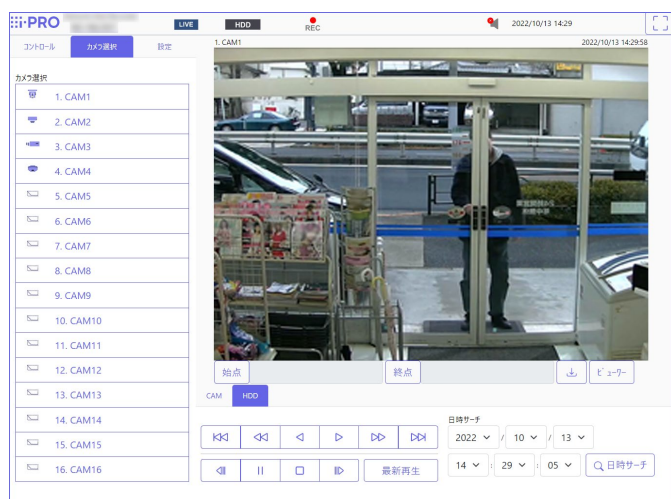 i-PRO
LIVE
HDD
REC
2022/10/13 14:29
コントロール
カメラ選択
設定
1. CAM1
2022/10/13 14:29:58
カメラ選択
1. CAM1
2. CAM2
3. CAM3
4. CAM4
5. CAM5
6. CAM6
7. CAM7
8. CAM8
9. CAM9
10. CAM10
11. CAM11
12. CAM12
13. CAM13
14. CAM14
15. CAM15
16. CAM16
始点
終点
ビューワー
CAM
HDD
最新再生
日時サーチ
2022 / 10 / 13
14 : 29 : 05
日時サーチ